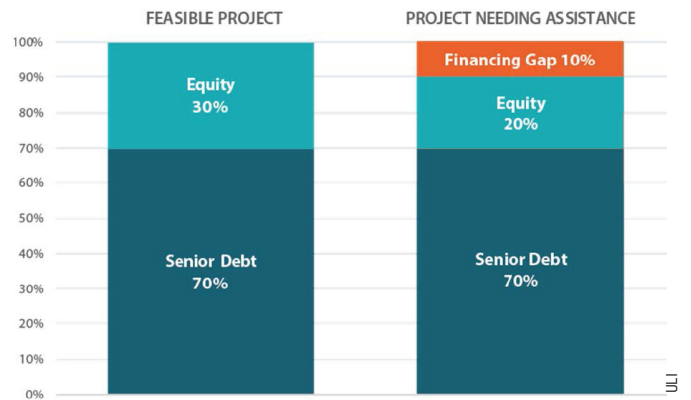 FEASIBLE PROJECT
PROJECT NEEDING ASSISTANCE
100%
90%
80%
70%
60%
50%
40%
30%
20%
10%
0%
Equity
30%
Senior Debt
70%
Financing Gap 10%
Equity
20%
Senior Debt
70%
ULI